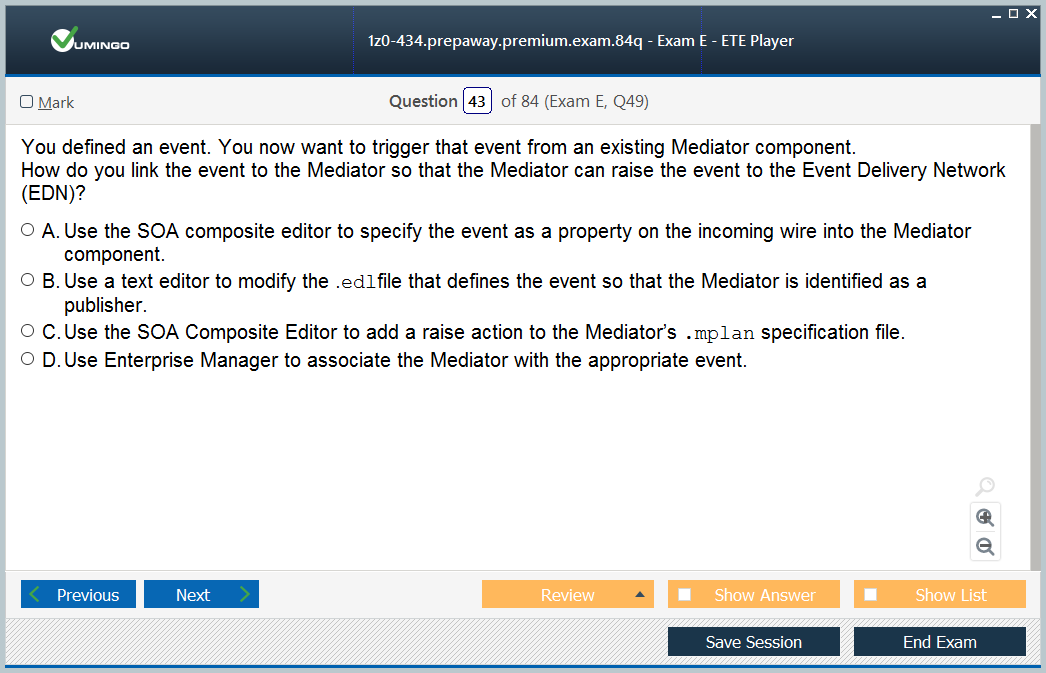 VUMINGO
1z0-434.prepaway.premium.exam.84q - Exam E - ETE Player
Mark
Question 43 of 84 (Exam E, Q49)
You defined an event. You now want to trigger that event from an existing Mediator component.
How do you link the event to the Mediator so that the Mediator can raise the event to the Event Delivery Network
(EDN)?
A. Use the SOA composite editor to specify the event as a property on the incoming wire into the Mediator
component.
B. Use a text editor to modify the .edlfile that defines the event so that the Mediator is identified as a
publisher.
C. Use the SOA Composite Editor to add a raise action to the Mediator's .mplan specification file.
D. Use Enterprise Manager to associate the Mediator with the appropriate event.
Previous
Next
Review
Show Answer
Show List
Save Session
End Exam